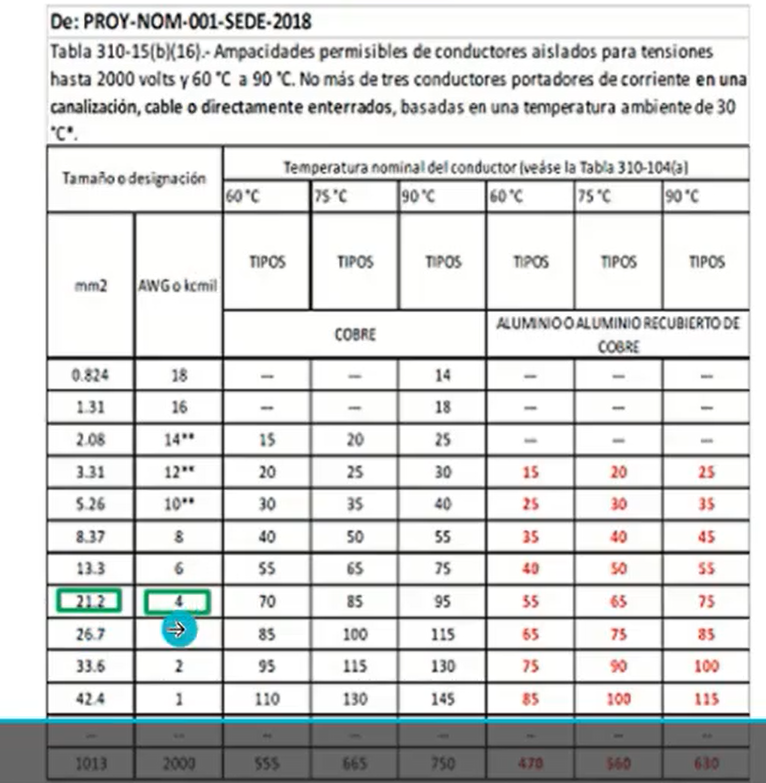 De: PROY-NOM-001-SEDE-2018
Tabla 310-15(b)(16).- Ampacidades permisibles de conductores aislados para tensiones
hasta 2000 volts y 60 °C a 90 °C. No más de tres conductores portadores de corriente en una
canalización, cable o directamente enterrados, basadas en una temperatura ambiente de 30
°C*.
Tamaño o designación Temperatura nominal del conductor (veáse la Tabla 310-104(a)
60 °C 75 °C 90 °C 60 °C 75 °C 90 °C
mm2 AWG o kcmil TIPOS TIPOS TIPOS TIPOS TIPOS TIPOS
COBRE ALUMINIO O ALUMINIO RECUBIERTO DE
COBRE
0.824 18 --- --- 14 --- --- ---
1.31 16 --- --- 18 --- --- ---
2.08 14** 15 20 25 --- --- ---
3.31 12** 20 25 30 15 20 25
5.26 10** 30 35 40 25 30 35
8.37 8 40 50 55 35 40 45
13.3 6 55 65 75 40 50 55
21.2 4 70 85 95 55 65 75
26.7 85 100 115 65 75 85
33.6 2 95 115 130 75 90 100
42.4 1 110 130 145 85 100 115
-- -- -- -- -- -- -- --
1013 2000 555 665 750 470 560 630